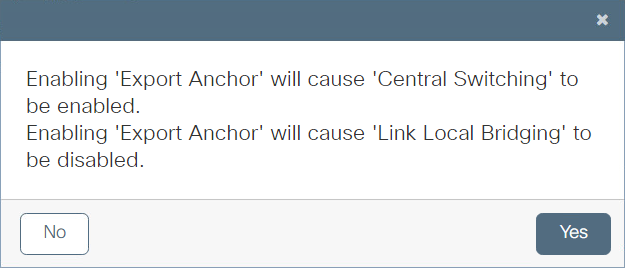 Enabling 'Export Anchor' will cause 'Central Switching' to
be enabled.
Enabling 'Export Anchor' will cause 'Link Local Bridging' to
be disabled.
No
Yes